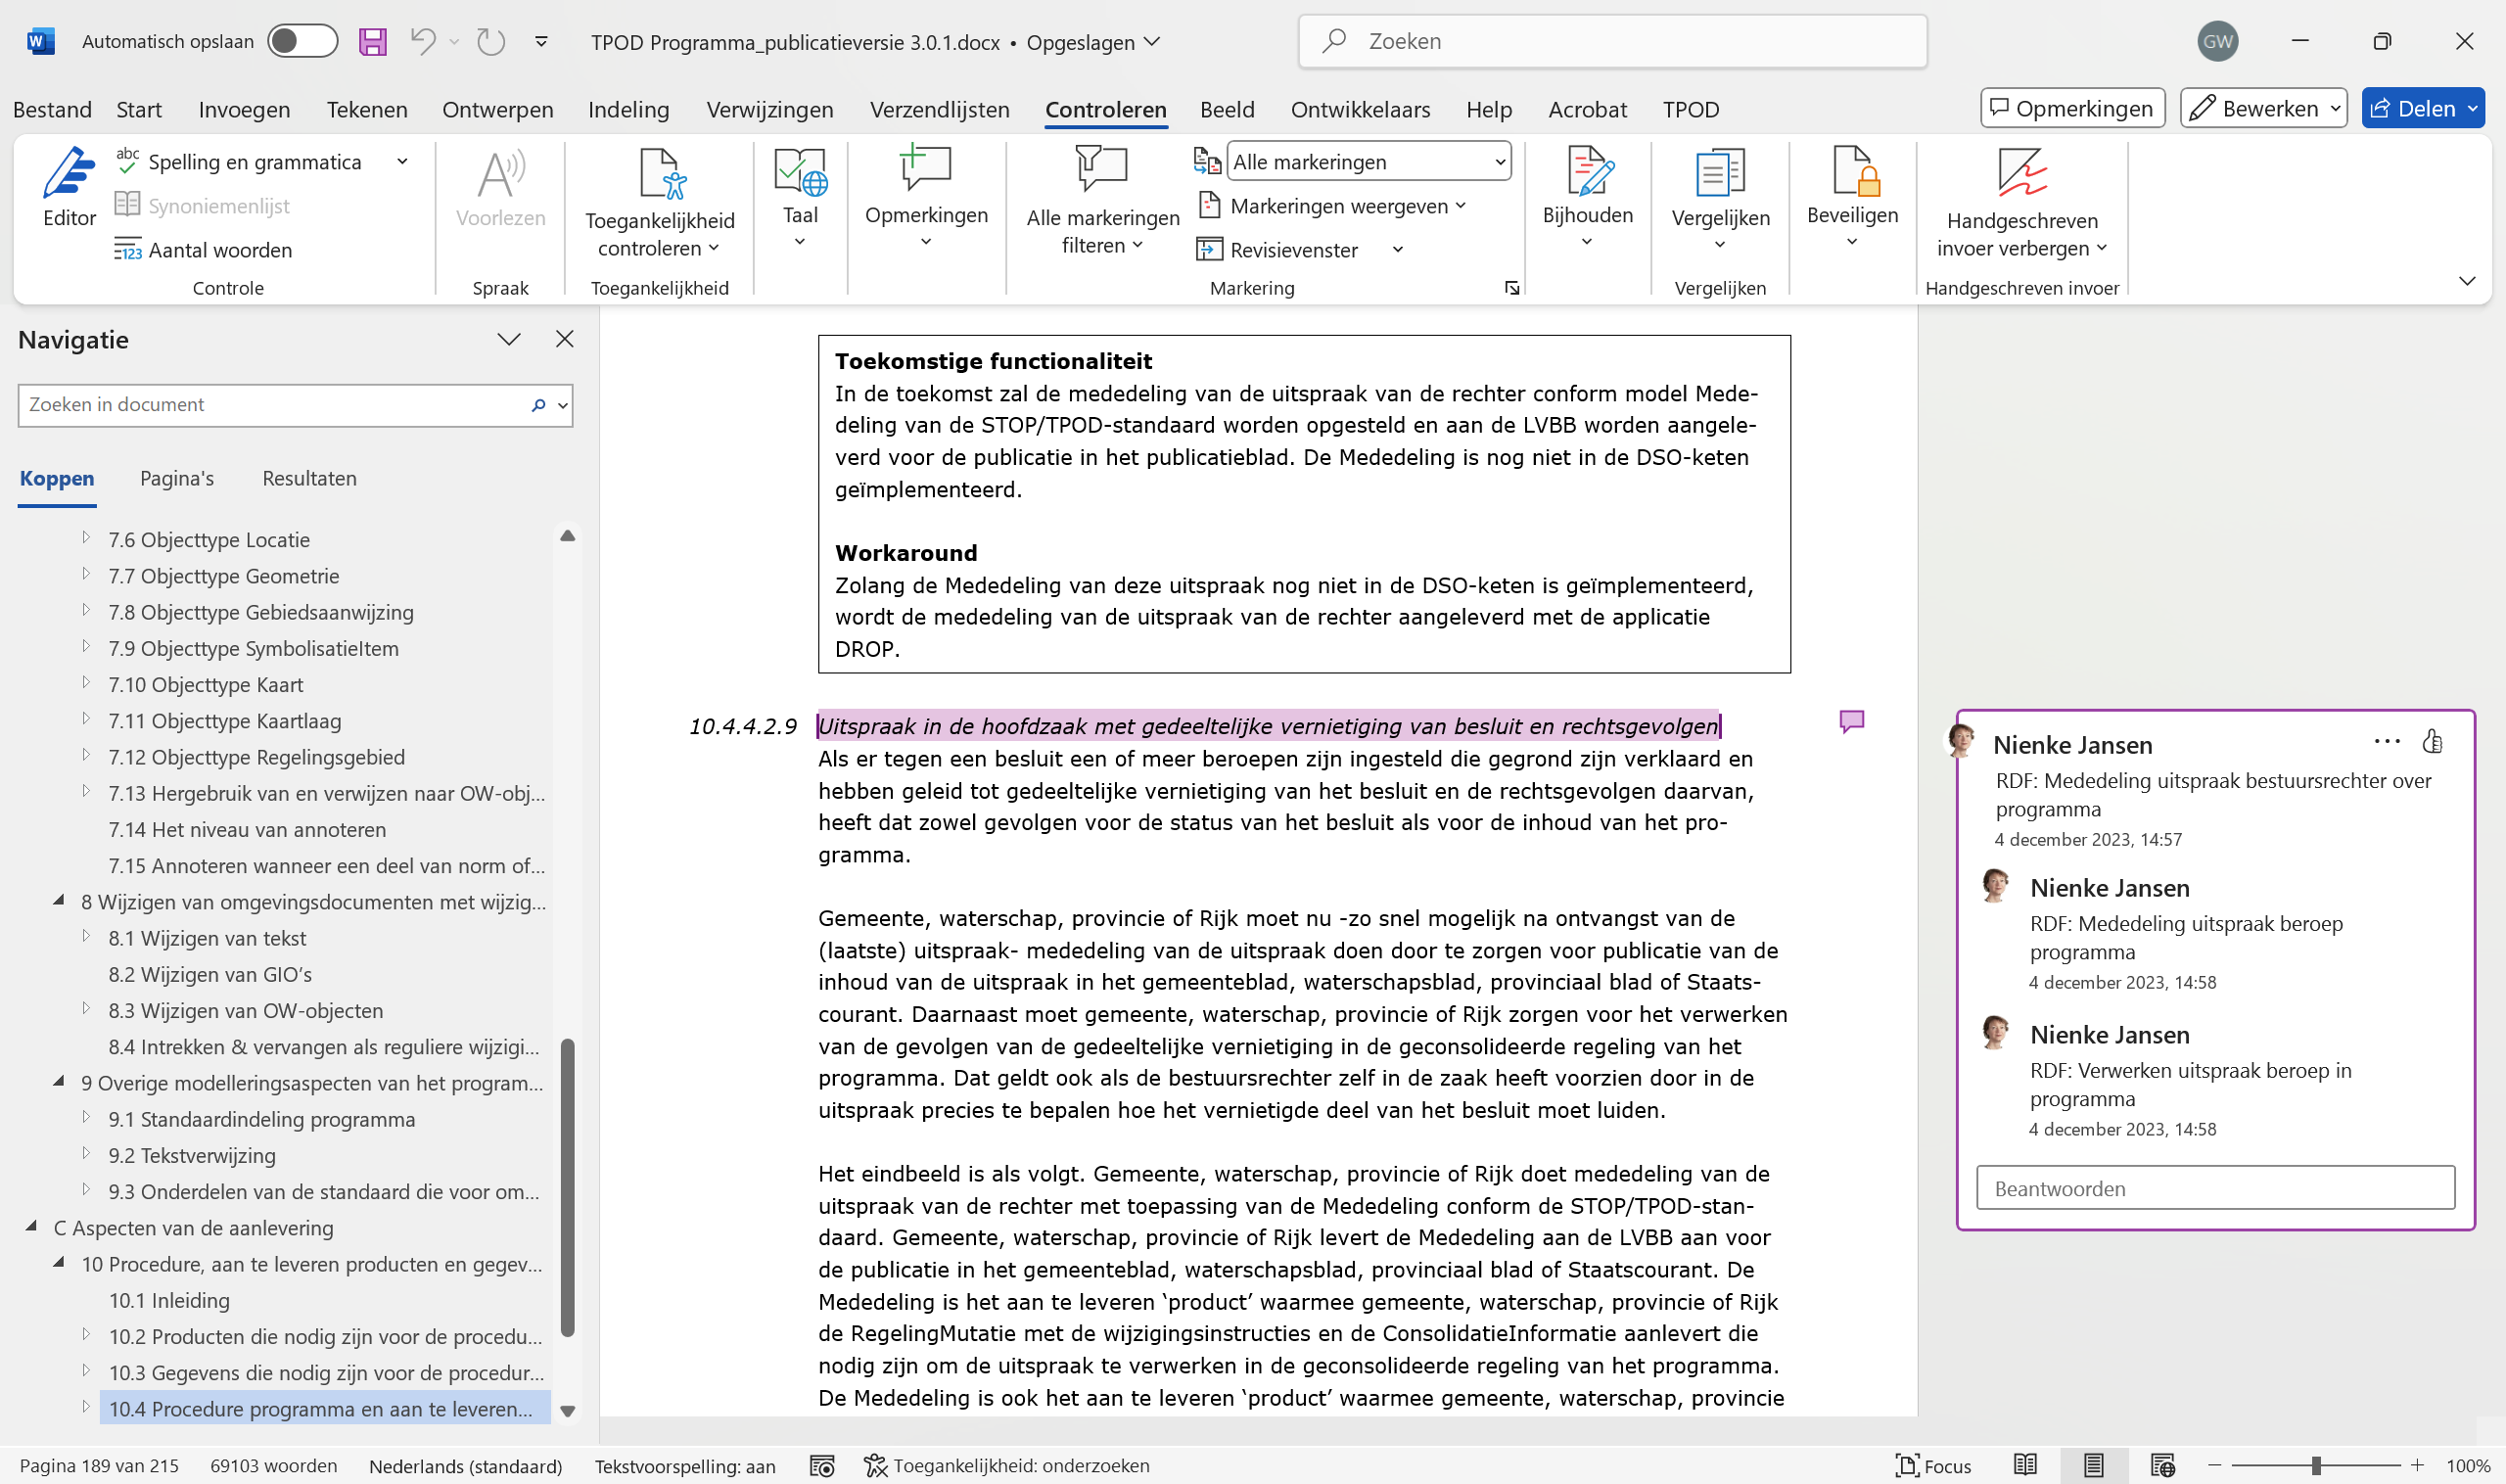 Automatisch opslaan
TPOD Programma_publicatieversie 3.0.1.docx • Opgeslagen
Zoeken
GW
Bestand Start Invoegen Tekenen Ontwerpen Indeling Verwijzingen Verzendlijsten Controleren Beeld Ontwikkelaars Help Acrobat TPOD
Opmerkingen Bewerken Delen
Editor
abc Spelling en grammatica
Synoniemenlijst
123 Aantal woorden
Controle
Voorlezen
Spraak
Toegankelijkheid
controleren
Toegankelijkheid
Taal
Opmerkingen
Alle markeringen
filteren
Alle markeringen
Markeringen weergeven
Revisievenster
Markering
Bijhouden
Vergelijken
Vergelijken
Beveiligen
Handgeschreven
invoer verbergen
Handgeschreven invoer
Navigatie
Zoeken in document
Koppen Pagina's Resultaten
7.6 Objecttype Locatie
7.7 Objecttype Geometrie
7.8 Objecttype Gebiedsaanwijzing
7.9 Objecttype SymbolisatieItem
7.10 Objecttype Kaart
7.11 Objecttype Kaartlaag
7.12 Objecttype Regelingsgebied
7.13 Hergebruik van en verwijzen naar OW-obj...
7.14 Het niveau van annoteren
7.15 Annoteren wanneer een deel van norm of...
8 Wijzigen van omgevingsdocumenten met wijzig...
8.1 Wijzigen van tekst
8.2 Wijzigen van GIO’s
8.3 Wijzigen van OW-objecten
8.4 Intrekken & vervangen als reguliere wijzigi...
9 Overige modelleringsaspecten van het program...
9.1 Standaardindeling programma
9.2 Tekstverwijzing
9.3 Onderdelen van de standaard die voor om...
C Aspecten van de aanlevering
10 Procedure, aan te leveren producten en gegev...
10.1 Inleiding
10.2 Producten die nodig zijn voor de procedu...
10.3 Gegevens die nodig zijn voor de procedur...
10.4 Procedure programma en aan te leveren...
Toekomstige functionaliteit
In de toekomst zal de mededeling van de uitspraak van de rechter conform model Mede-
deling van de STOP/TPOD-standaard worden opgesteld en aan de LVBB worden aangele-
verd voor de publicatie in het publicatieblad. De Mededeling is nog niet in de DSO-keten
geïmplementeerd.
Workaround
Zolang de Mededeling van deze uitspraak nog niet in de DSO-keten is geïmplementeerd,
wordt de mededeling van de uitspraak van de rechter aangeleverd met de applicatie
DROP.
10.4.4.2.9 Uitspraak in de hoofdzaak met gedeeltelijke vernietiging van besluit en rechtsgevolgen
Als er tegen een besluit een of meer beroepen zijn ingesteld die gegrond zijn verklaard en
hebben geleid tot gedeeltelijke vernietiging van het besluit en de rechtsgevolgen daarvan,
heeft dat zowel gevolgen voor de status van het besluit als voor de inhoud van het pro-
gramma.
Gemeente, waterschap, provincie of Rijk moet nu -zo snel mogelijk na ontvangst van de
(laatste) uitspraak- mededeling van de uitspraak doen door te zorgen voor publicatie van de
inhoud van de uitspraak in het gemeenteblad, waterschapsblad, provinciaal blad of Staats-
courant. Daarnaast moet gemeente, waterschap, provincie of Rijk zorgen voor het verwerken
van de gevolgen van de gedeeltelijke vernietiging in de geconsolideerde regeling van het
programma. Dat geldt ook als de bestuursrechter zelf in de zaak heeft voorzien door in de
uitspraak precies te bepalen hoe het vernietigde deel van het besluit moet luiden.
Het eindbeeld is als volgt. Gemeente, waterschap, provincie of Rijk doet mededeling van de
uitspraak van de rechter met toepassing van de Mededeling conform de STOP/TPOD-stan-
daard. Gemeente, waterschap, provincie of Rijk levert de Mededeling aan de LVBB aan voor
de publicatie in het gemeenteblad, waterschapsblad, provinciaal blad of Staatscourant. De
Mededeling is het aan te leveren ‘product’ waarmee gemeente, waterschap, provincie of Rijk
de RegelingMutatie met de wijzigingsinstructies en de ConsolidatieInformatie aanlevert die
nodig zijn om de uitspraak te verwerken in de geconsolideerde regeling van het programma.
De Mededeling is ook het aan te leveren ‘product’ waarmee gemeente, waterschap, provincie
Nienke Jansen
RDF: Mededeling uitspraak bestuursrechter over
programma
4 december 2023, 14:57
Nienke Jansen
RDF: Mededeling uitspraak beroep
programma
4 december 2023, 14:58
Nienke Jansen
RDF: Verwerken uitspraak beroep in
programma
4 december 2023, 14:58
Beantwoorden
Pagina 189 van 215 69103 woorden Nederlands (standaard) Tekstvoorspelling: aan Toegankelijkheid: onderzoeken Focus 100%